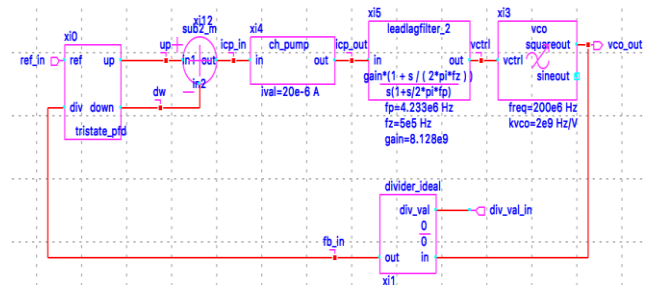 xi0
ref_in
ref
up
div
down
tristate_pfd
up
dw
xi12
sub2_m
in1
out
in2
icp_in
xi4
ch_pump
in
out
ival=20e-6 A
icp_out
xi5
leadlagfilter_2
in
out
gain*(1 + s / ( 2*pi*fz ) )
s(1+s/2*pi*fp)
fp=4.233e6 Hz
fz=5e5 Hz
gain=8.128e9
vctrl
xi3
vco
squareout
vctrl
sineout
freq=200e6 Hz
kvco=2e9 Hz/V
vco_out
divider_ideal
div_val
div_val_in
0
0
fb_in
out
in
xi1